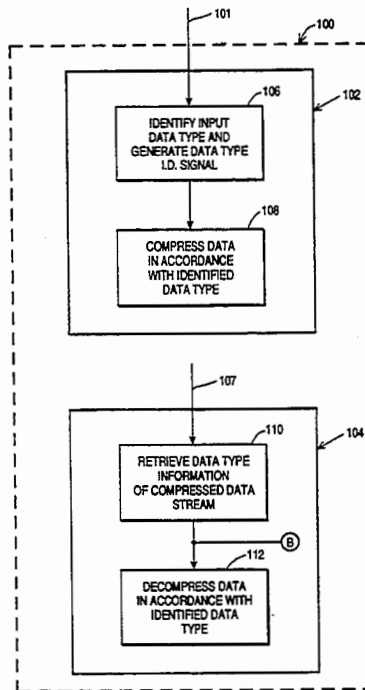 101
100
106
102
IDENTIFY INPUT
DATA TYPE AND
GENERATE DATA TYPE
I.D. SIGNAL
108
COMPRESS DATA
IN ACCORDANCE
WITH IDENTIFIED
DATA TYPE
107
110
104
RETRIEVE DATA TYPE
INFORMATION
OF COMPRESSED DATA
STREAM
B
112
DECOMPRESS DATA
IN ACCORDANCE WITH
IDENTIFIED DATA
TYPE